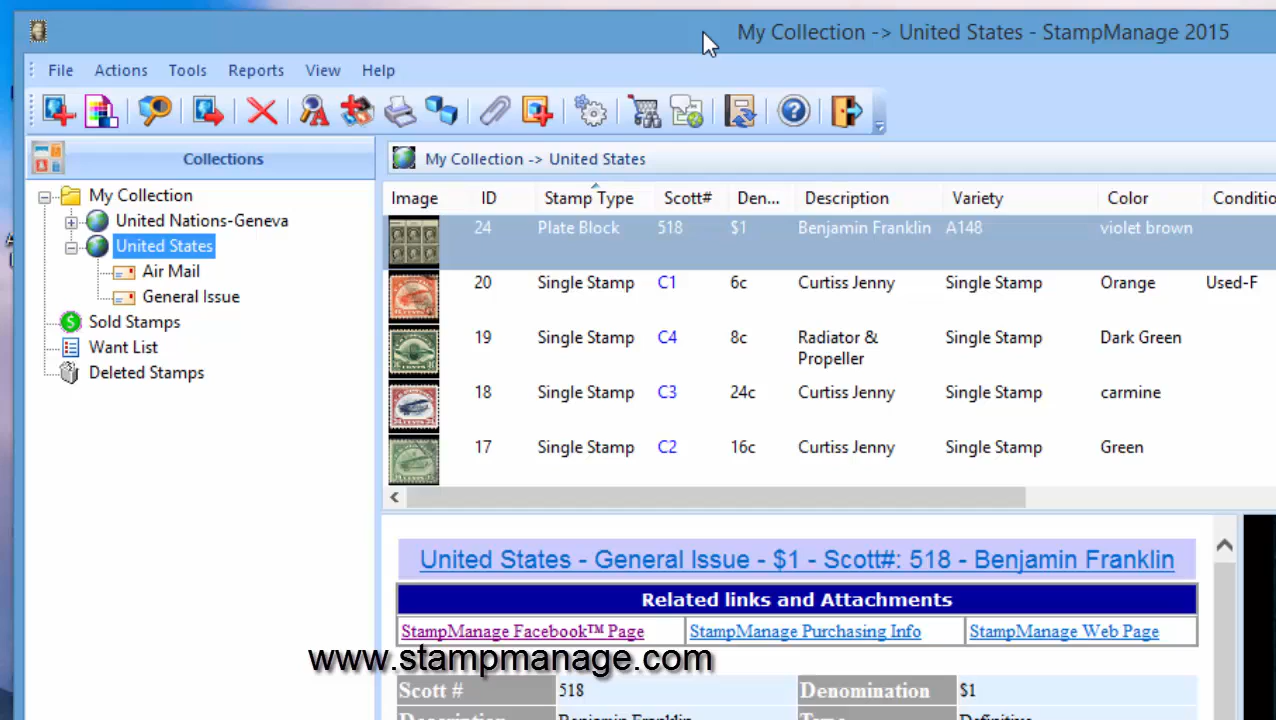 My Collection -> United States - StampManage 2015
File Actions Tools Reports View Help
Collections
My Collection -> United States
My Collection
United Nations-Geneva
United States
Air Mail
General Issue
Sold Stamps
Want List
Deleted Stamps
Image ID Stamp Type Scott# Den... Description Variety Color Conditio
24 Plate Block 518 $1 Benjamin Franklin A148 violet brown
20 Single Stamp C1 6c Curtiss Jenny Single Stamp Orange Used-F
19 Single Stamp C4 8c Radiator & Propeller Single Stamp Dark Green
18 Single Stamp C3 24c Curtiss Jenny Single Stamp carmine
17 Single Stamp C2 16c Curtiss Jenny Single Stamp Green
United States - General Issue - $1 - Scott#: 518 - Benjamin Franklin
Related links and Attachments
StampManage Facebook™ Page StampManage Purchasing Info StampManage Web Page
www.stampmanage.com
Scott # 518 Denomination $1
Description Benjamin Franklin Type Definitive